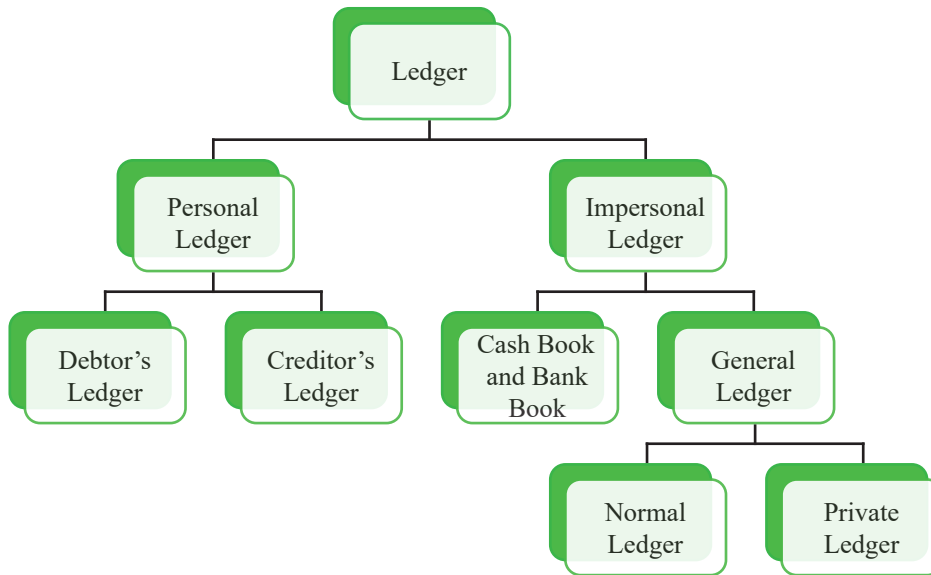 Ledger
Personal
Ledger
Impersonal
Ledger
Debtor’s
Ledger
Creditor’s
Ledger
Cash Book
and Bank
Book
General
Ledger
Normal
Ledger
Private
Ledger